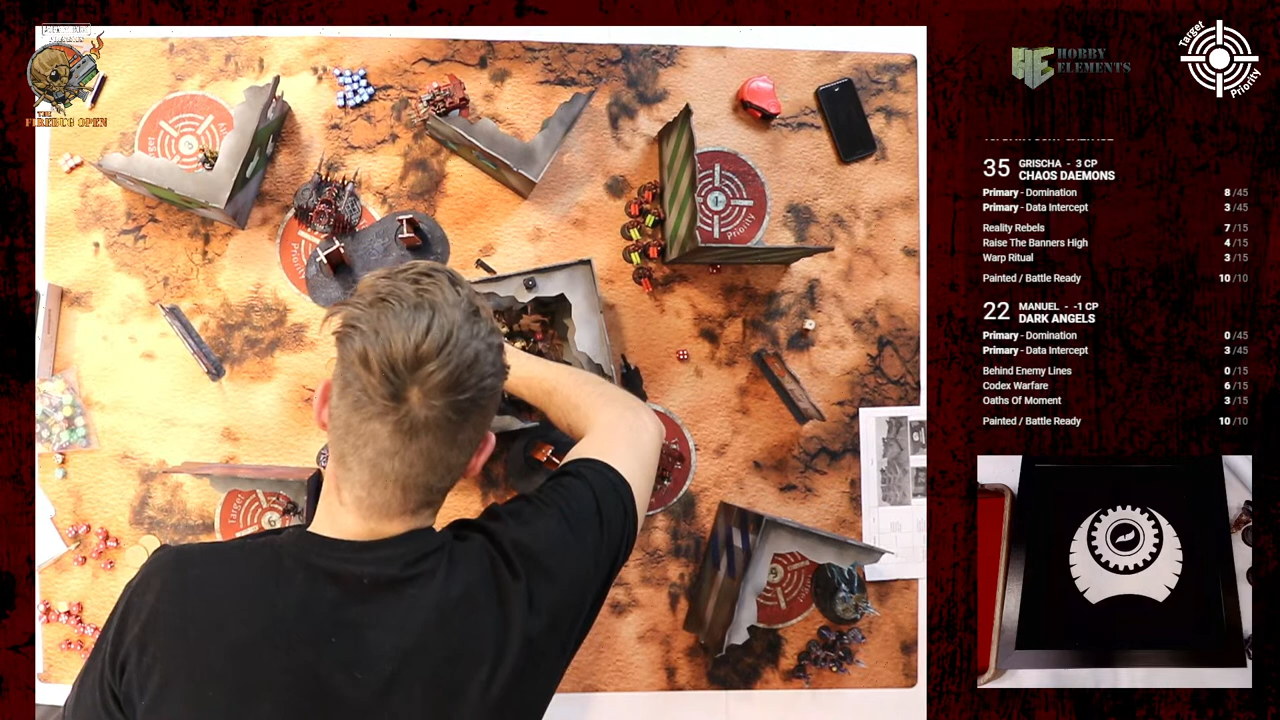 THE
FIREBUG OPEN
HOBBY
ELEMENTS
Target
Priority
35 GRISCHA - 3 CP
CHAOS DAEMONS
Primary - Domination 8 /45
Primary - Data Intercept 3 /45
Reality Rebels 7 /15
Raise The Banners High 4 /15
Warp Ritual 3 /15
Painted / Battle Ready 10 /10
22 MANUEL - -1 CP
DARK ANGELS
Primary - Domination 0 /45
Primary - Data Intercept 3 /45
Behind Enemy Lines 0 /15
Codex Warfare 6 /15
Oaths Of Moment 3 /15
Painted / Battle Ready 10 /10
Priority
Priority
Target